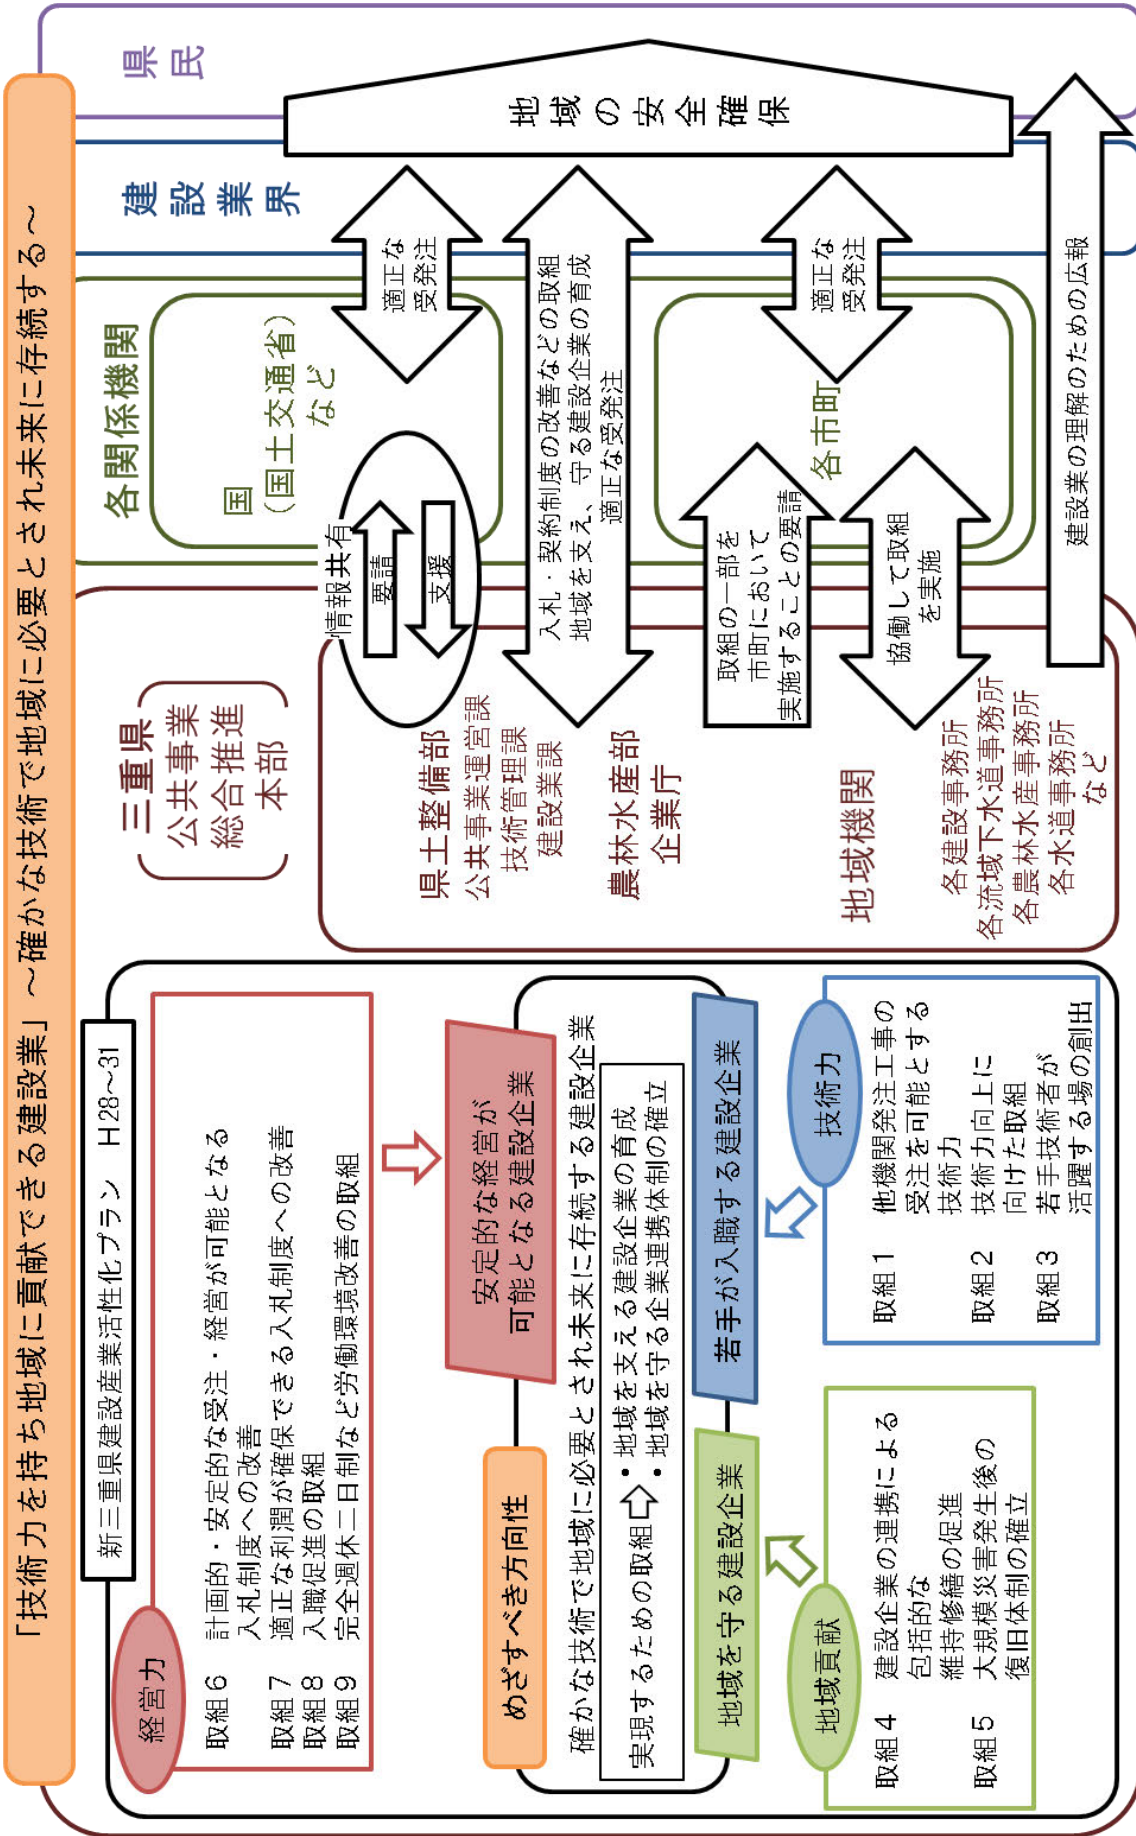 「技術力を持ち地域に貢献できる建設業」 ～確かな技術で地域に必要とされ未来に存続する～
新三重県建設産業活性化プラン H28～31
経営力
取組６ 計画的・安定的な受注・経営が可能となる
入札制度への改善
取組７ 適正な利潤が確保できる入札制度への改善
取組８ 入職促進の取組
取組９ 完全週休二日制など労働環境改善の取組
めざすべき方向性
安定的な経営が
可能となる建設企業
確かな技術で地域に必要とされ未来に存続する建設企業
実現するための取組
・地域を支える建設企業の育成
・地域を守る企業連携体制の確立
地域を守る建設企業
若手が入職する建設企業
地域貢献
取組４ 建設企業の連携による
包括的な
維持修繕の促進
取組５ 大規模災害発生後の
復旧体制の確立
技術力
取組１ 他機関発注工事の
受注を可能とする
技術力
取組２ 技術力向上に
向けた取組
取組３ 若手技術者が
活躍する場の創出
三重県
公共事業
総合推進
本部
県土整備部
公共事業運営課
技術管理課
建設業課
農林水産部
企業庁
地域機関
各建設事務所
各流域下水道事務所
各農林水産事務所
各水道事務所
など
各関係機関
国
（国土交通省）
など
情報共有
要請
支援
適正な
受発注
入札・契約制度の改善などの取組
地域を支え、守る建設企業の育成
適正な受発注
取組の一部を
市町において
実施することの要請
各市町
適正な
受発注
協働して取組
を実施
建設業の理解のための広報
建設業界
県民
地域の安全確保